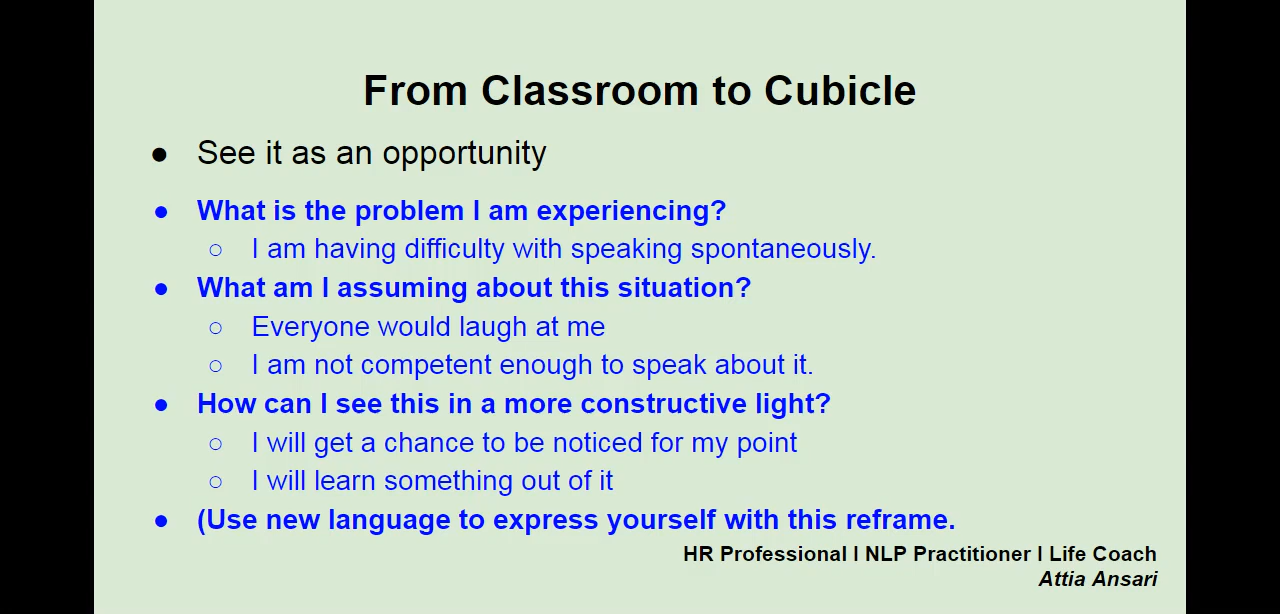 From Classroom to Cubicle
● See it as an opportunity
● What is the problem I am experiencing?
○ I am having difficulty with speaking spontaneously.
● What am I assuming about this situation?
○ Everyone would laugh at me
○ I am not competent enough to speak about it.
● How can I see this in a more constructive light?
○ I will get a chance to be noticed for my point
○ I will learn something out of it
● (Use new language to express yourself with this reframe.
HR Professional I NLP Practitioner I Life Coach
Attia Ansari